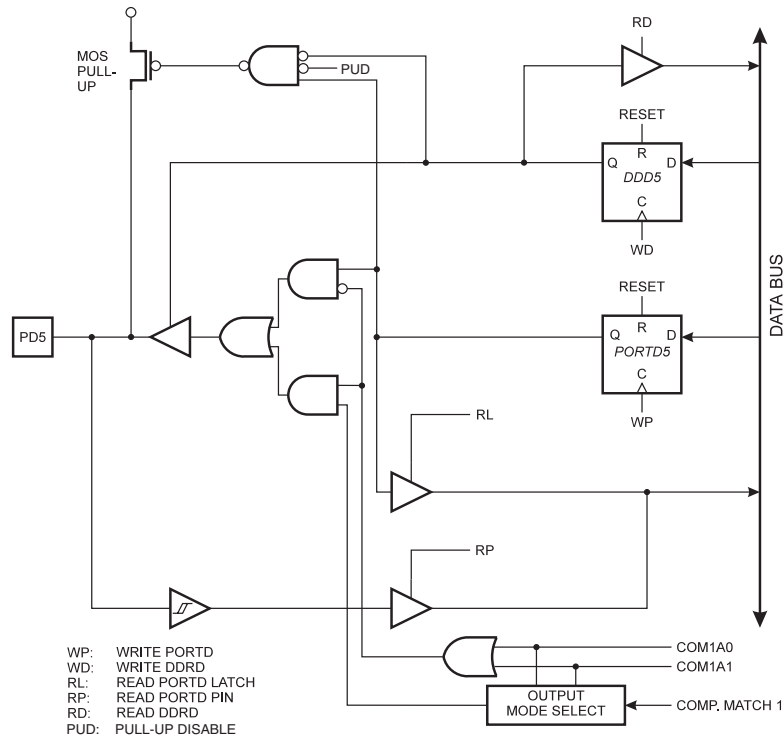 RD
MOS
PULL-
UP
PUD
RESET
R
Q
D
DDD5
C
WD
RESET
R
Q
D
PORTD5
C
WP
PD5
DATA BUS
RL
RP
WP: WRITE PORTD
WD: WRITE DDRD
RL: READ PORTD LATCH
RP: READ PORTD PIN
RD: READ DDRD
PUD: PULL-UP DISABLE
COM1A0
COM1A1
OUTPUT
MODE SELECT
COMP. MATCH 1